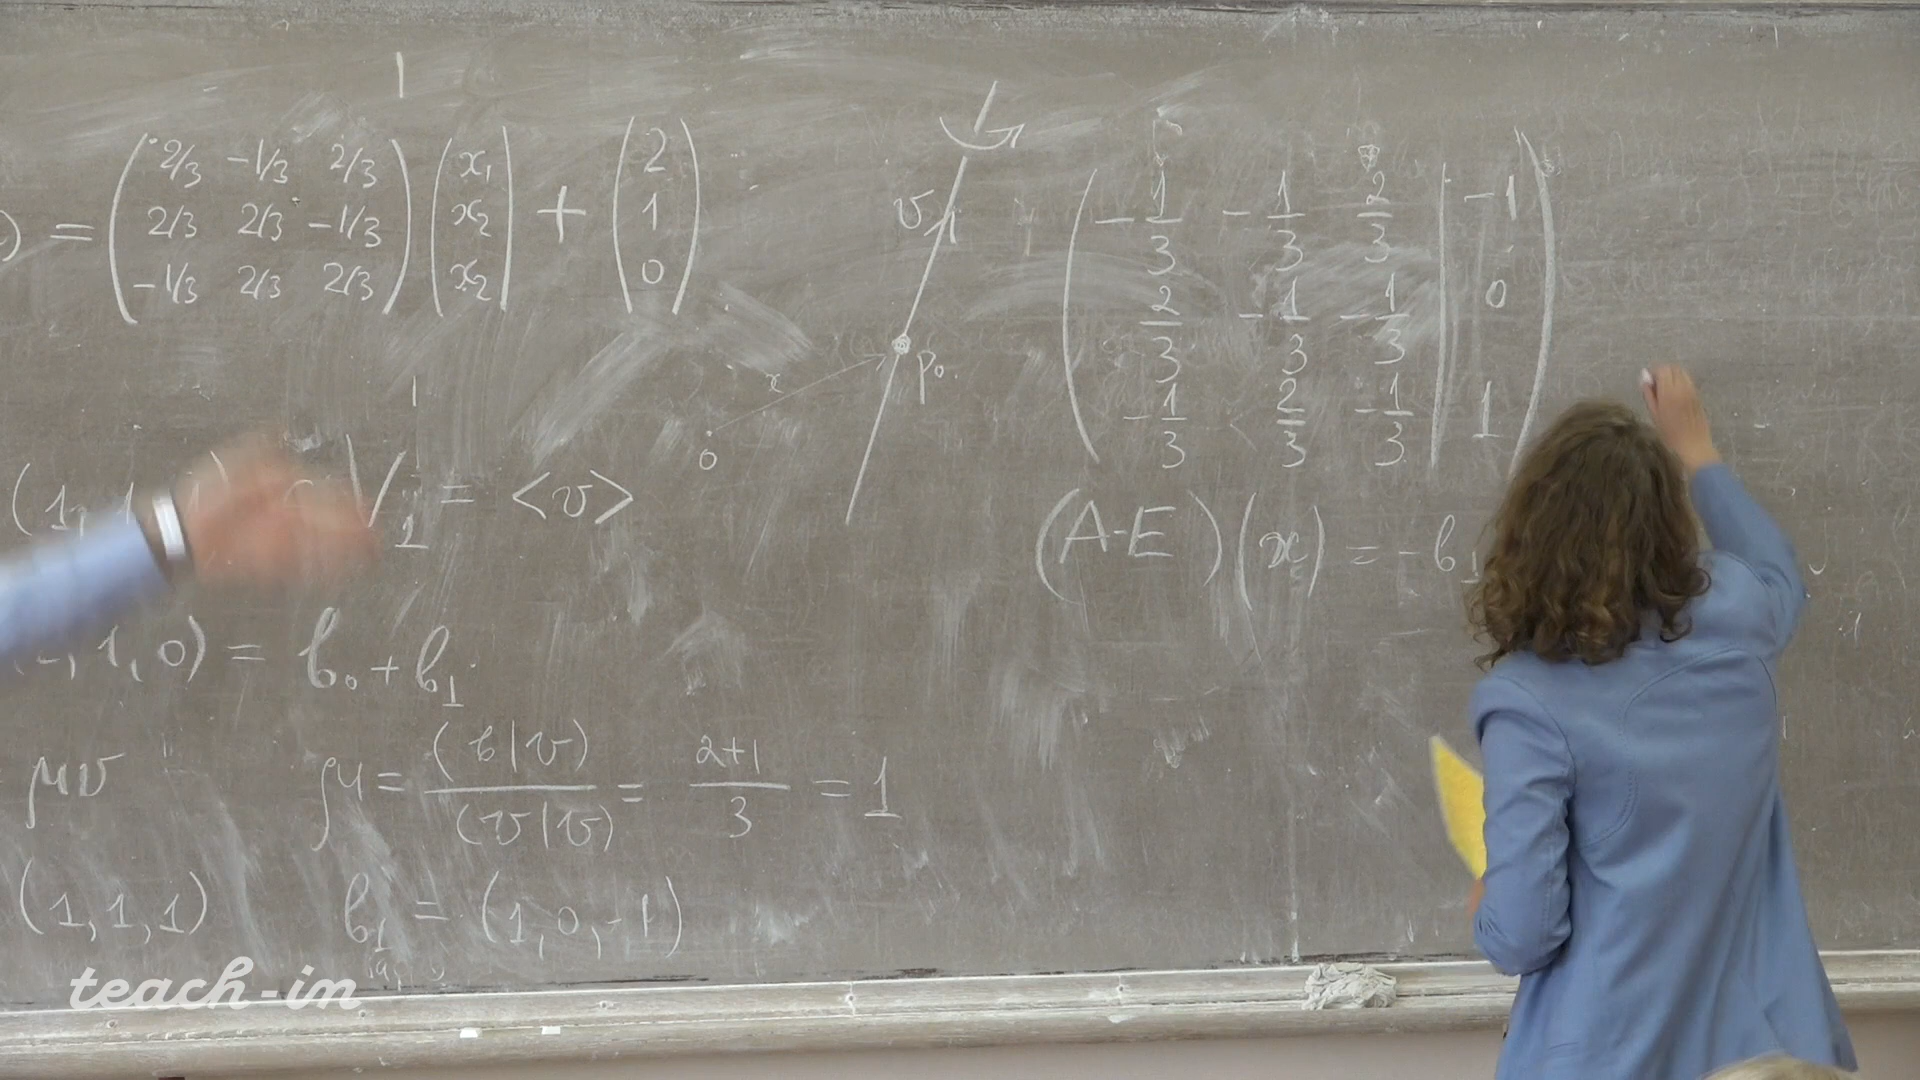 ) = ( 2/3 -1/3 2/3 ) ( x₁ ) + ( 2 )
( 2/3 2/3 -1/3 ) ( x₂ ) ( 1 )
( -1/3 2/3 2/3 ) ( x₂ ) ( 0 )
V₁ = <v>
, 1, 0) = b₀ + b₁
μv μ = (b|v)/(v|v) = 2+1/3 = 1
(1, 1, 1) b₁ = (1, 0, -1)
v
p₀
x
0
( -1/3 -1/3 2/3 | -1 )
( 2/3 -1/3 -1/3 | 0 )
( -1/3 2/3 -1/3 | 1 )
(A-E)(x) = -b₁
teach-in